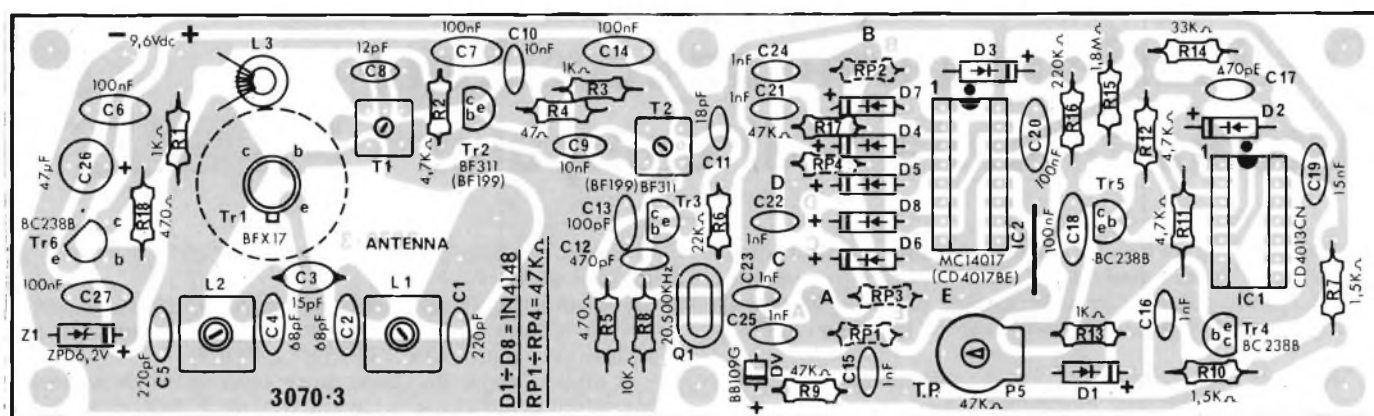 − 9,6Vdc +
L3
100nF
C6
R1
1K∩
47µF
C26
+
R18
470∩
BC238B
Tr6
c
e
b
100nF
C27
Z1
ZPD6,2V
+
c
b
e
Tr1
BFX17
ANTENNA
L2
220pF
C5
C4
68pF
C3
15pF
68pF
C2
L1
C1
220pF
3070·3
12pF
C8
T1
100nF
C7
R2
4,7K∩
c
b
e
Tr2
BF311
(BF199)
C10
10nF
C14
100nF
1K∩
R3
R4
47∩
C9
10nF
T2
18pF
C11
(BF199) BF311
C13
100pF
Tr3
c
b
e
22K∩
R6
C12
470pF
470∩
R5
R8
10K∩
20.500KHz
Q1
D1÷D8=1N4148
RP1÷RP4=47K∩
C24
1nF
C21
1nF
47K∩
R17
RP4
B
RP2
+
D7
D4
D5
D8
D6
D
+
C22
1nF
+
C
+
C23
1nF
A
RP3
E
C25
1nF
RP1
BB109G
DV
+
47K∩
R9
C15
1nF
T.P.
P5
47K∩
D3
+
1
MC14017
(CD4017BE)
IC2
C20
100nF
220K∩
R16
1,8M∩
R15
33K∩
R14
R12
4,7K∩
470pF
C17
D2
+
1
C19
15nF
Tr5
c
e
b
BC238B
C18
100nF
4,7K∩
R11
CD4013CN
IC1
R7
1,5K∩
1K∩
R13
D1
+
C16
1nF
e
b
c
Tr4
BC238B
R10
1,5K∩